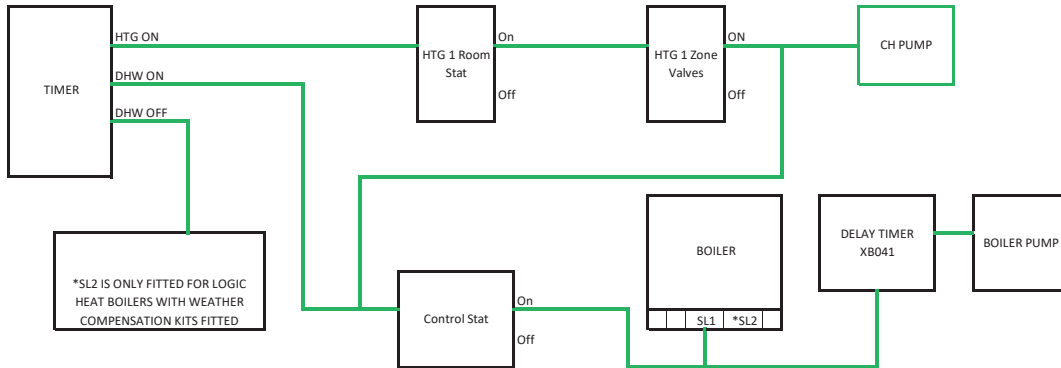 HTG ON
On
ON
CH PUMP
HTG 1 Room
Stat
HTG 1 Zone
Valves
TIMER
DHW ON
Off
Off
DHW OFF
BOILER
DELAY TIMER
XB041
BOILER PUMP
*SL2 IS ONLY FITTED FOR LOGIC
HEAT BOILERS WITH WEATHER
COMPENSATION KITS FITTED
Control Stat
On
Off
SL1
*SL2